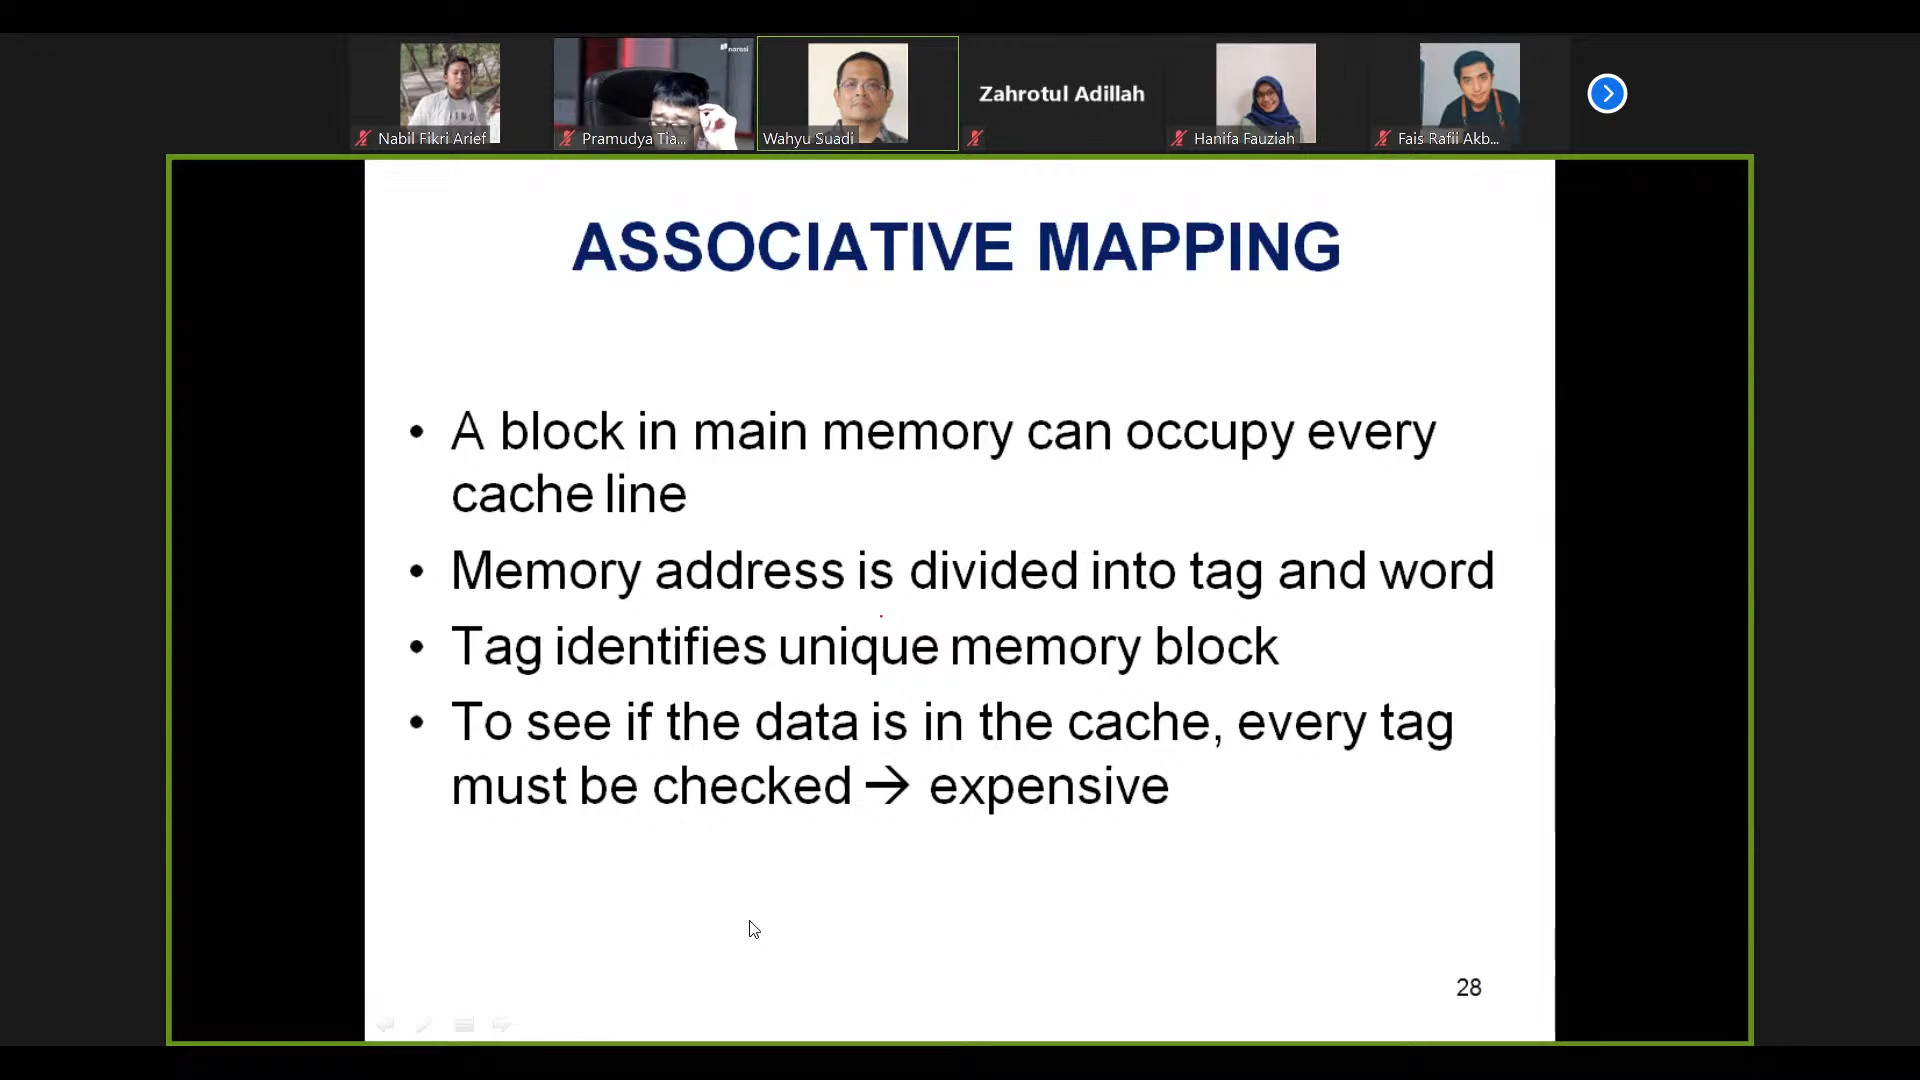 narasi
Nabil Fikri Arief
Pramudya Tia...
Wahyu Suadi
Zahrotul Adillah
Hanifa Fauziah
Fais Rafii Akb...
ASSOCIATIVE MAPPING
• A block in main memory can occupy every
cache line
• Memory address is divided into tag and word
• Tag identifies unique memory block
• To see if the data is in the cache, every tag
must be checked → expensive
28